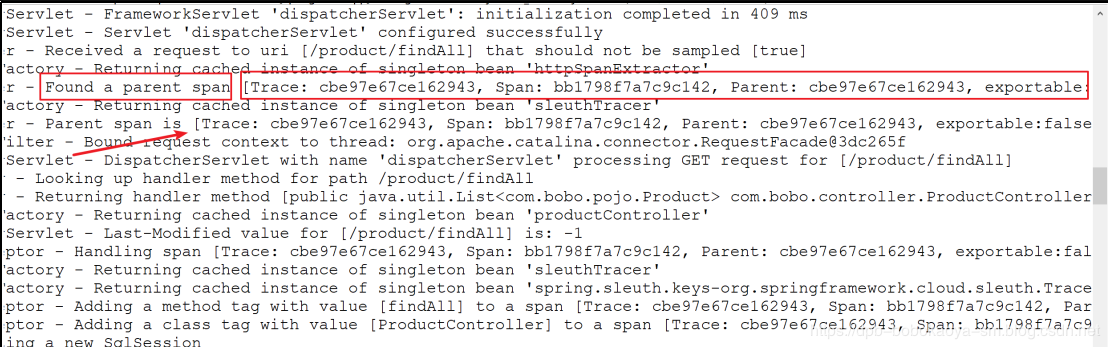 Servlet - FrameworkServlet 'dispatcherServlet': initialization completed in 409 ms
Servlet - Servlet 'dispatcherServlet' configured successfully
r - Received a request to uri [/product/findAll] that should not be sampled [true]
actory - Returning cached instance of singleton bean 'httpSpanExtractor'
r - Found a parent span [Trace: cbe97e67ce162943, Span: bb1798f7a7c9c142, Parent: cbe97e67ce162943, exportable:
actory - Returning cached instance of singleton bean 'sleuthTracer'
r - Parent span is [Trace: cbe97e67ce162943, Span: bb1798f7a7c9c142, Parent: cbe97e67ce162943, exportable:false
ilter - Bound request context to thread: org.apache.catalina.connector.RequestFacade@3dc265f
Servlet - DispatcherServlet with name 'dispatcherServlet' processing GET request for [/product/findAll]
- Looking up handler method for path /product/findAll
- Returning handler method [public java.util.List<com.bobo.pojo.Product> com.bobo.controller.ProductController
actory - Returning cached instance of singleton bean 'productController'
Servlet - Last-Modified value for [/product/findAll] is: -1
ptor - Handling span [Trace: cbe97e67ce162943, Span: bb1798f7a7c9c142, Parent: cbe97e67ce162943, exportable:fal
actory - Returning cached instance of singleton bean 'sleuthTracer'
actory - Returning cached instance of singleton bean 'spring.sleuth.keys-org.springframework.cloud.sleuth.Trace
ptor - Adding a method tag with value [findAll] to a span [Trace: cbe97e67ce162943, Span: bb1798f7a7c9c142, Par
ptor - Adding a class tag with value [ProductController] to a span [Trace: cbe97e67ce162943, Span: bb1798f7a7c9
ing a new SqlSession